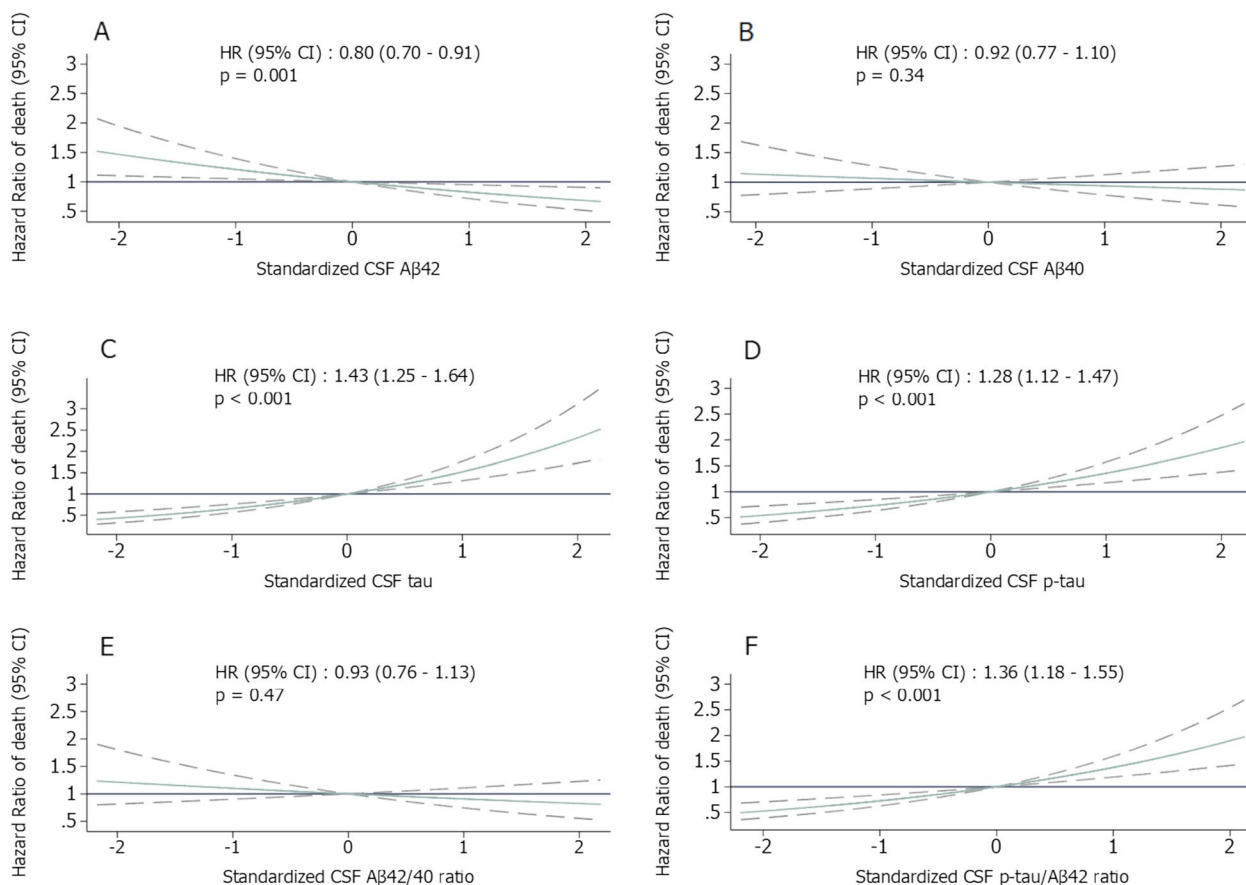 A
HR (95% CI) : 0.80 (0.70 - 0.91)
p = 0.001
Hazard Ratio of death (95% CI)
3
2.5
2
1.5
1
.5
-2 -1 0 1 2
Standardized CSF Aβ42
B
HR (95% CI) : 0.92 (0.77 - 1.10)
p = 0.34
Hazard Ratio of death (95% CI)
3
2.5
2
1.5
1
.5
-2 -1 0 1 2
Standardized CSF Aβ40
C
HR (95% CI) : 1.43 (1.25 - 1.64)
p < 0.001
Hazard Ratio of death (95% CI)
3
2.5
2
1.5
1
.5
-2 -1 0 1 2
Standardized CSF tau
D
HR (95% CI) : 1.28 (1.12 - 1.47)
p < 0.001
Hazard Ratio of death (95% CI)
3
2.5
2
1.5
1
.5
-2 -1 0 1 2
Standardized CSF p-tau
E
HR (95% CI) : 0.93 (0.76 - 1.13)
p = 0.47
Hazard Ratio of death (95% CI)
3
2.5
2
1.5
1
.5
-2 -1 0 1 2
Standardized CSF Aβ42/40 ratio
F
HR (95% CI) : 1.36 (1.18 - 1.55)
p < 0.001
Hazard Ratio of death (95% CI)
3
2.5
2
1.5
1
.5
-2 -1 0 1 2
Standardized CSF p-tau/Aβ42 ratio